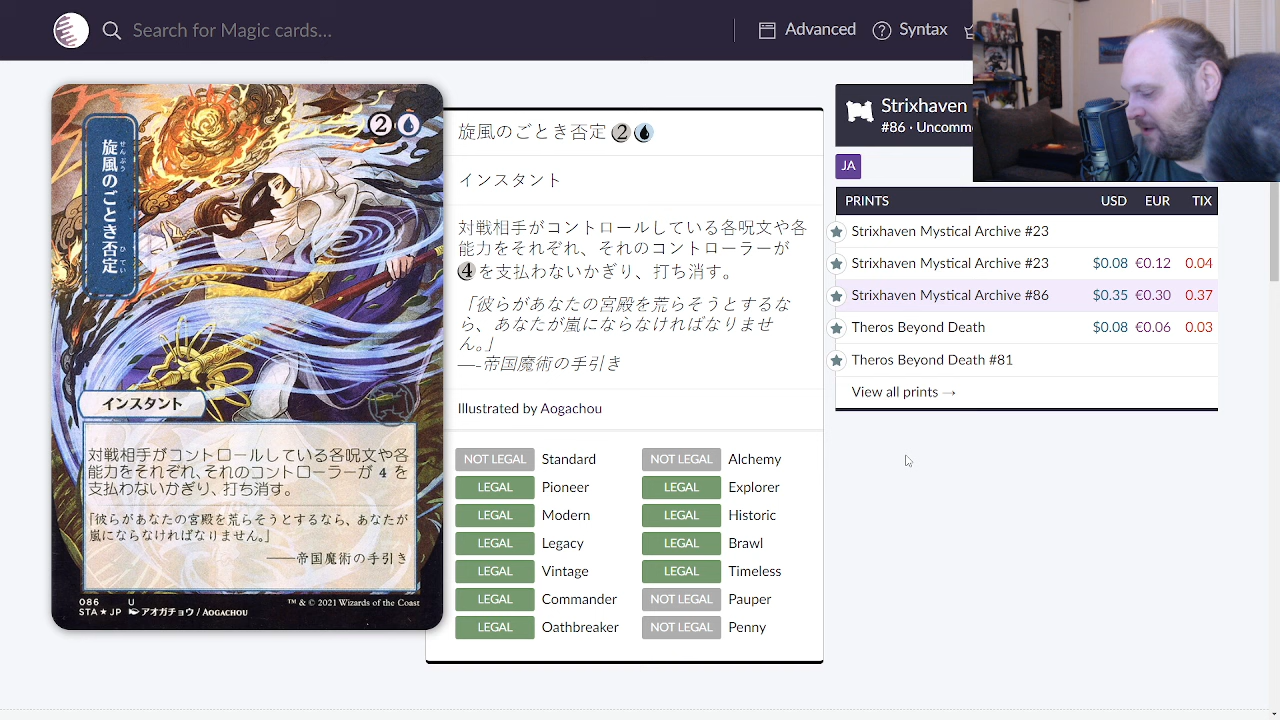 Search for Magic cards...
Advanced
Syntax
旋風のごとき否定
せんぷう
ひてい
2
インスタント
対戦相手がコントロールしている各呪文や各
能力をそれぞれ、それのコントローラーが 4 を
支払わないかぎり、打ち消す。
「彼らがあなたの宮殿を荒らそうとするなら、あなたが
嵐にならなければなりません。」
――帝国魔術の手引き
086 U
STA★JP アオガチョウ / AOGACHOU
™ & © 2021 Wizards of the Coast
旋風のごとき否定 2
インスタント
対戦相手がコントロールしている各呪文や各
能力をそれぞれ、それのコントローラーが
4を支払わないかぎり、打ち消す。
「彼らがあなたの宮殿を荒らそうとするな
ら、あなたが嵐にならなければなりませ
ん。」
—-帝国魔術の手引き
Illustrated by Aogachou
NOT LEGAL Standard NOT LEGAL Alchemy
LEGAL Pioneer LEGAL Explorer
LEGAL Modern LEGAL Historic
LEGAL Legacy LEGAL Brawl
LEGAL Vintage LEGAL Timeless
LEGAL Commander NOT LEGAL Pauper
LEGAL Oathbreaker NOT LEGAL Penny
Strixhaven
#86 · Uncomm
JA
PRINTS USD EUR TIX
Strixhaven Mystical Archive #23
Strixhaven Mystical Archive #23 $0.08 €0.12 0.04
Strixhaven Mystical Archive #86 $0.35 €0.30 0.37
Theros Beyond Death $0.08 €0.06 0.03
Theros Beyond Death #81
View all prints →